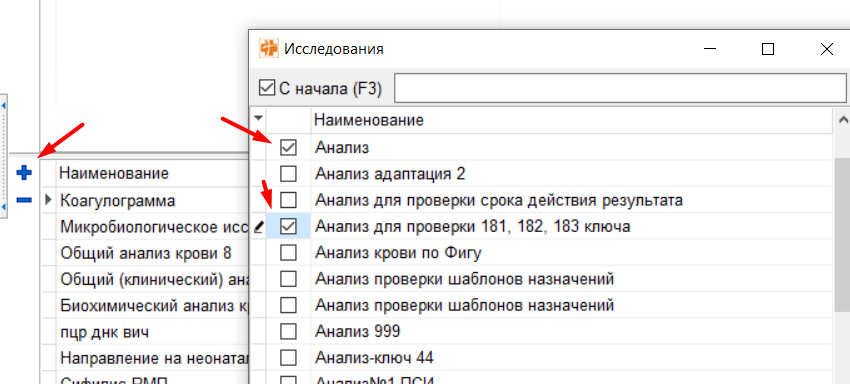 Исследования
С начала (F3)
Наименование
Анализ
Анализ адаптация 2
Анализ для проверки срока действия результата
Анализ для проверки 181, 182, 183 ключа
Анализ крови по Фигу
Анализ проверки шаблонов назначений
Анализ проверки шаблонов назначений
Анализ 999
Анализ-ключ 44
Анализ№1 ПСИ
Наименование
Коагулограмма
Микробиологическое исс
Общий анализ крови 8
Общий (клинический) ана
Биохимический анализ кр
пцр днк вич
Направление на неонатал
Сифилис РМП